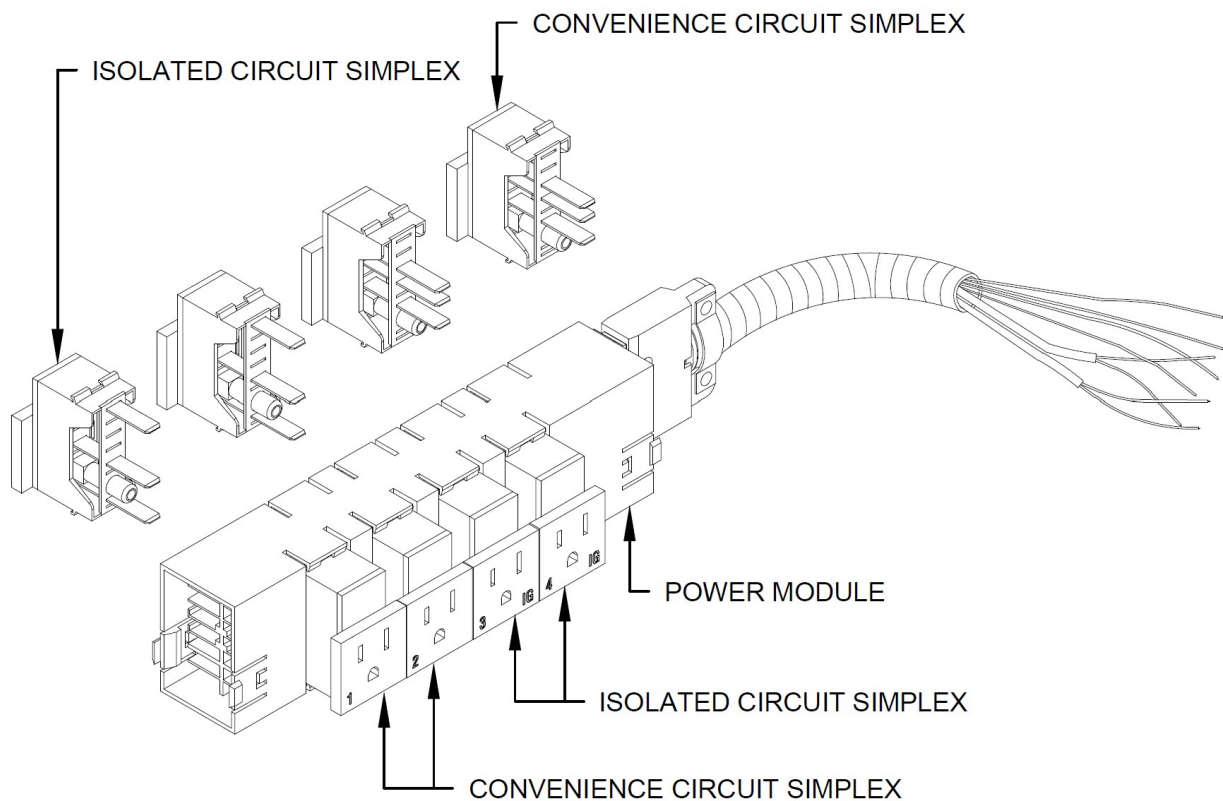 CONVENIENCE CIRCUIT SIMPLEX
ISOLATED CIRCUIT SIMPLEX
4 IG
3 IG
2
1
POWER MODULE
ISOLATED CIRCUIT SIMPLEX
CONVENIENCE CIRCUIT SIMPLEX